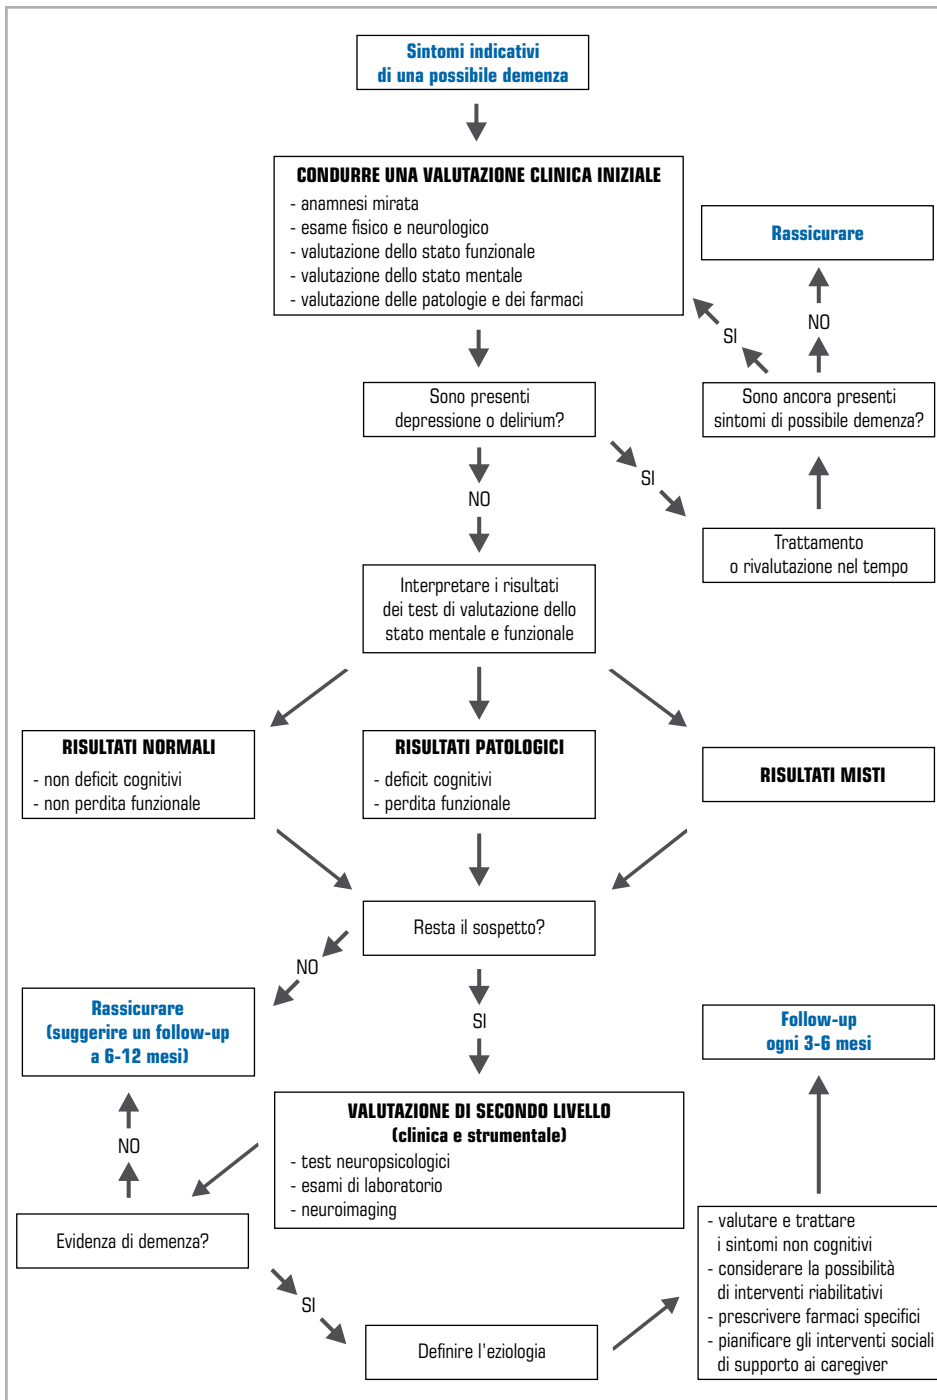 Sintomi indicativi
di una possibile demenza
CONDURRE UNA VALUTAZIONE CLINICA INIZIALE
- anamnesi mirata
- esame fisico e neurologico
- valutazione dello stato funzionale
- valutazione dello stato mentale
- valutazione delle patologie e dei farmaci
Rassicurare
SI
NO
Sono presenti
depressione o delirium?
Sono ancora presenti
sintomi di possibile demenza?
SI
NO
Trattamento
o rivalutazione nel tempo
Interpretare i risultati
dei test di valutazione dello
stato mentale e funzionale
RISULTATI NORMALI
- non deficit cognitivi
- non perdita funzionale
RISULTATI PATOLOGICI
- deficit cognitivi
- perdita funzionale
RISULTATI MISTI
Resta il sospetto?
NO
SI
Rassicurare
(suggerire un follow-up
a 6-12 mesi)
Follow-up
ogni 3-6 mesi
VALUTAZIONE DI SECONDO LIVELLO
(clinica e strumentale)
- test neuropsicologici
- esami di laboratorio
- neuroimaging
NO
Evidenza di demenza?
SI
Definire l'eziologia
- valutare e trattare
i sintomi non cognitivi
- considerare la possibilità
di interventi riabilitativi
- prescrivere farmaci specifici
- pianificare gli interventi sociali
di supporto ai caregiver